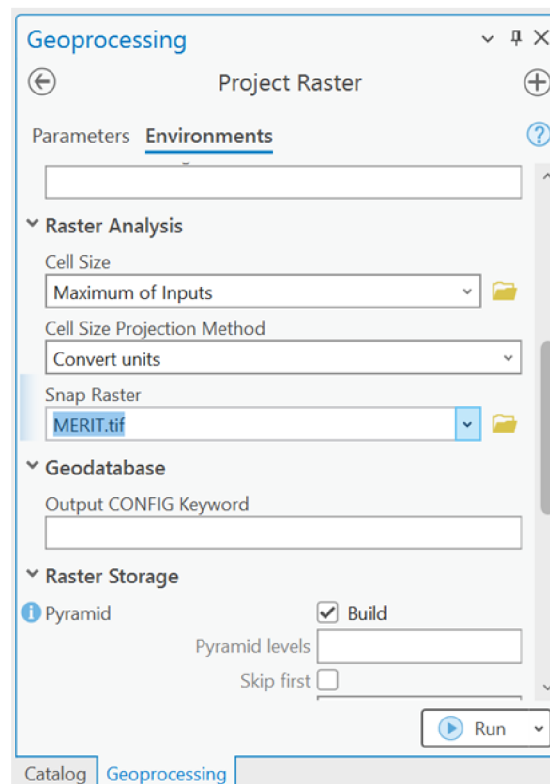 Geoprocessing
Project Raster
Parameters Environments
Raster Analysis
Cell Size
Maximum of Inputs
Cell Size Projection Method
Convert units
Snap Raster
MERIT.tif
Geodatabase
Output CONFIG Keyword
Raster Storage
Pyramid Build
Pyramid levels
Skip first
Run
Catalog Geoprocessing